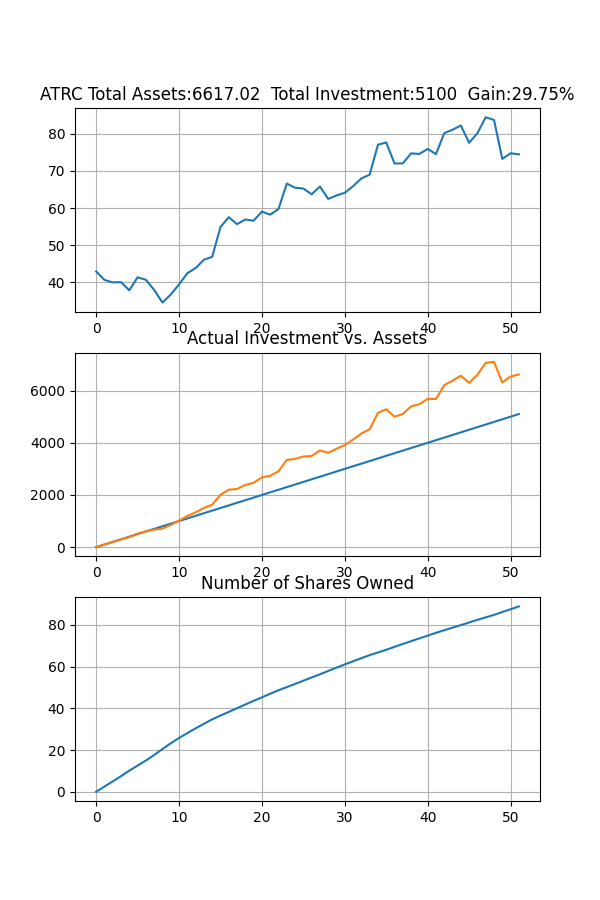 ATRC Total Assets:6617.02  Total Investment:5100  Gain:29.75%
80
70
60
50
40
0 10 20 30 40 50
Actual Investment vs. Assets
6000
4000
2000
0
0 10 20 30 40 50
Number of Shares Owned
80
60
40
20
0
0 10 20 30 40 50